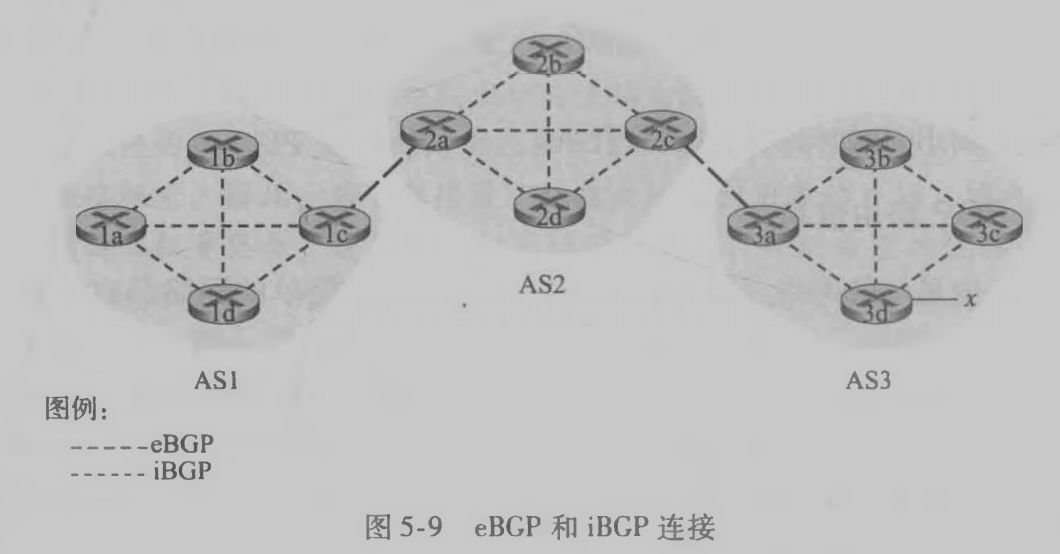 2b
2a
2c
1b
3b
2d
1a
1c
3a
3c
AS2
1d
3d
x
AS1
AS3
图例：
-----eBGP
------ iBGP
图 5-9 eBGP 和 iBGP 连接